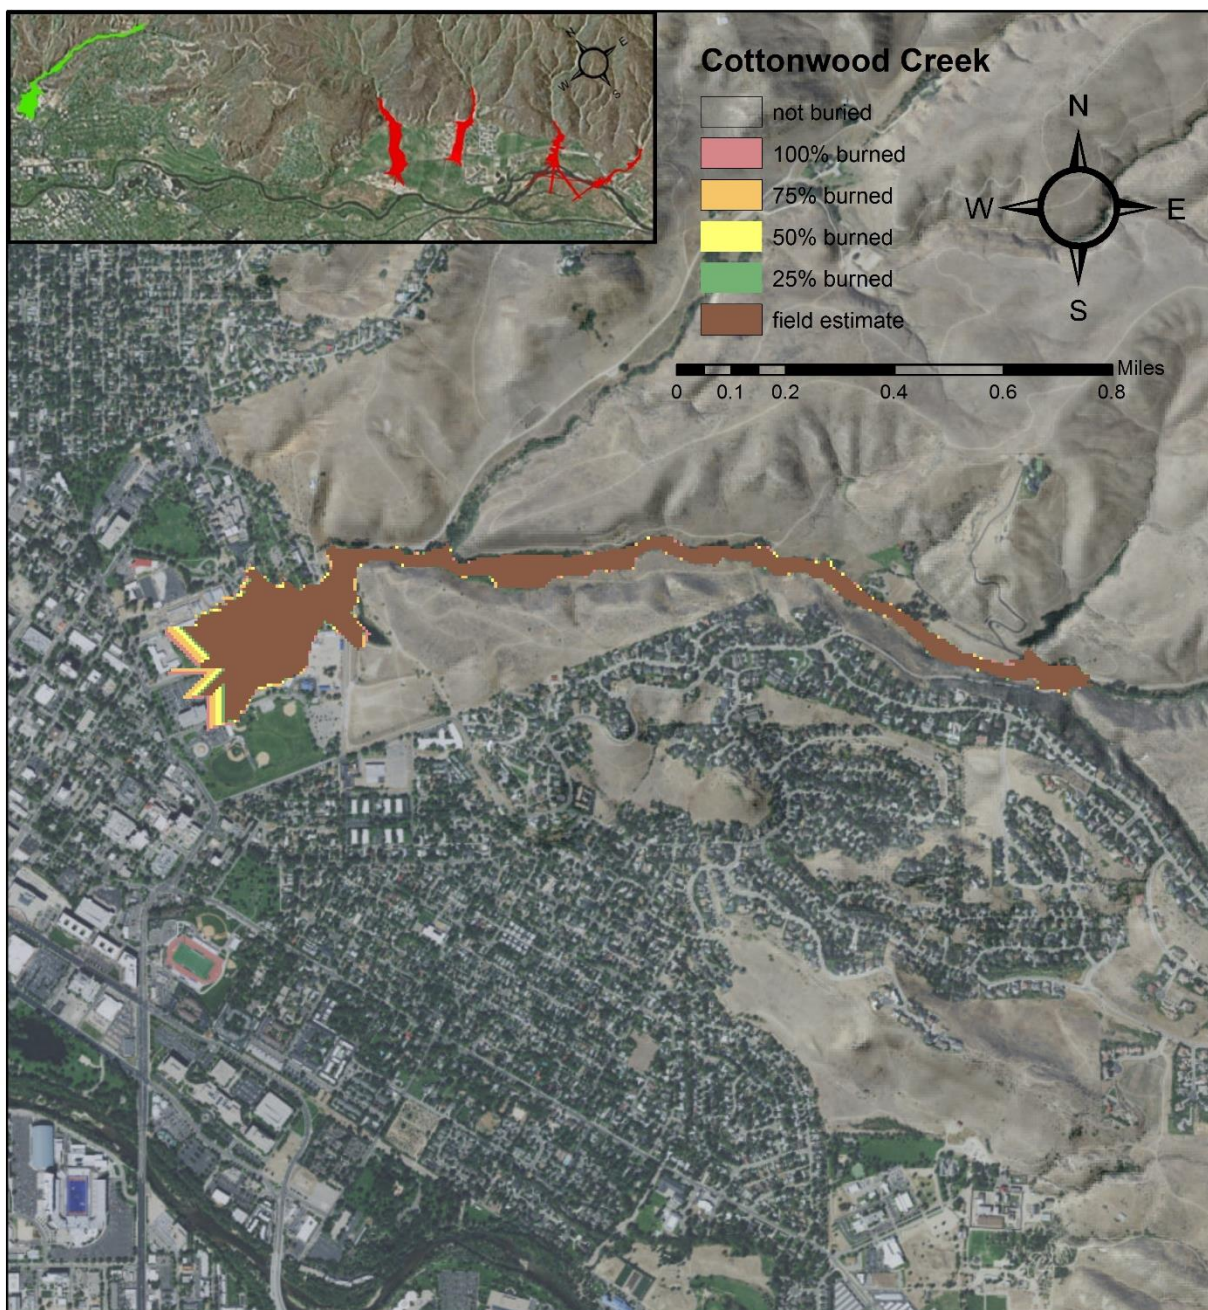 N
E
W
S
Cottonwood Creek
not buried
100% burned
75% burned
50% burned
25% burned
field estimate
N
W
E
S
Miles
0 0.1 0.2 0.4 0.6 0.8